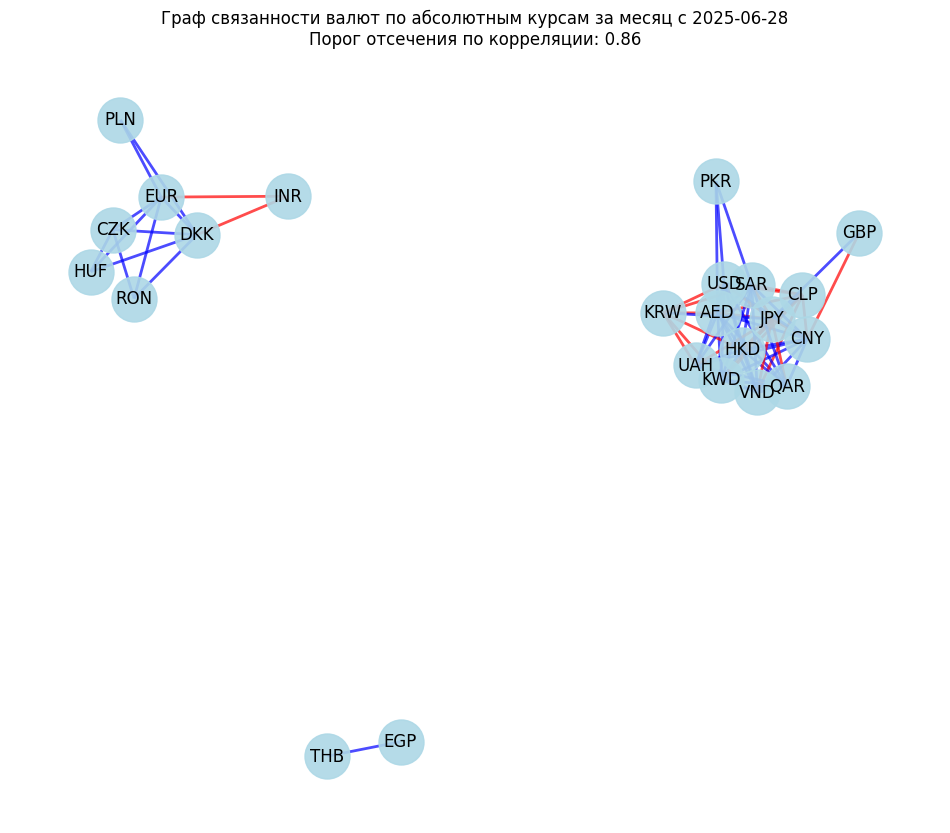 Граф связанности валют по абсолютным курсам за месяц с 2025-06-28
Порог отсечения по корреляции: 0.86
PLN
EUR
INR
CZK
DKK
HUF
RON
PKR
GBP
USD
SAR
CLP
KRW
AED
JPY
CNY
HKD
UAH
KWD
VND
QAR
THB
EGP